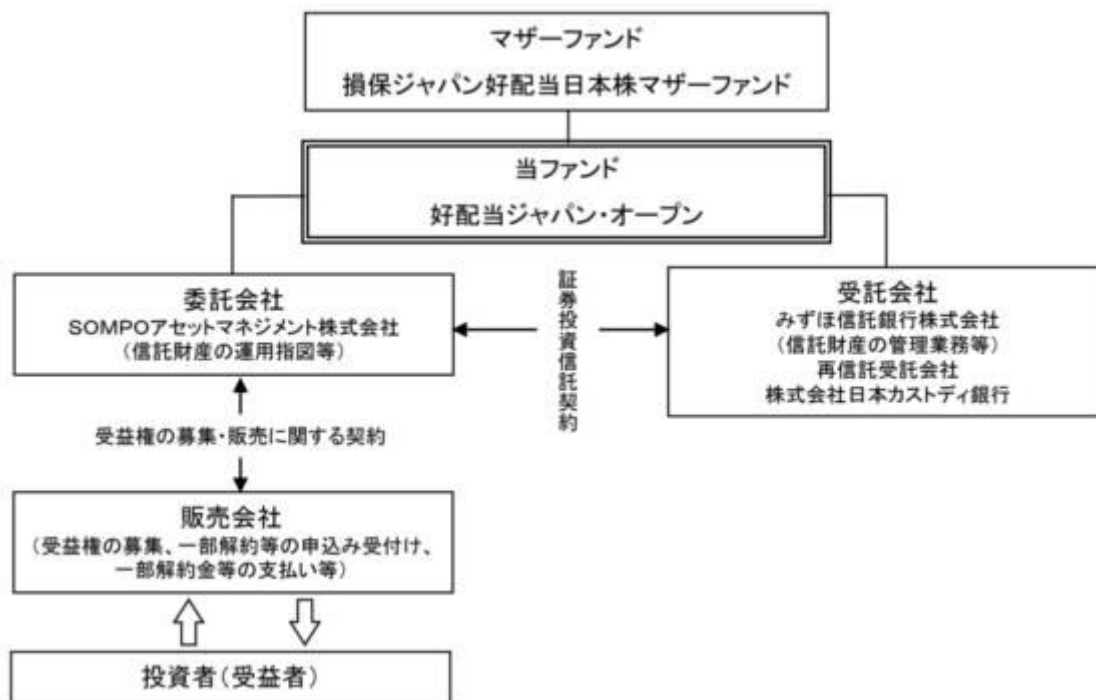 マザーファンド
損保ジャパン好配当日本株マザーファンド
当ファンド
好配当ジャパン・オープン
委託会社
SOMPOアセットマネジメント株式会社
(信託財産の運用指図等)
証券投資信託契約
受託会社
みずほ信託銀行株式会社
(信託財産の管理業務等)
再信託受託会社
株式会社日本カストディ銀行
受益権の募集・販売に関する契約
販売会社
(受益権の募集、一部解約等の申込み受付け、
一部解約金等の支払い等)
投資者(受益者)